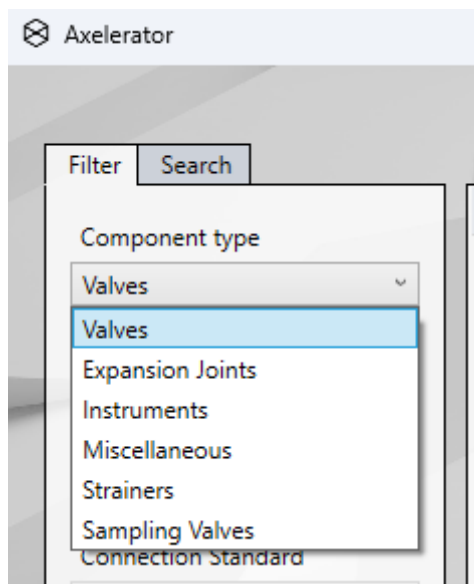 Axelerator
Filter Search
Component type
Valves
Valves
Expansion Joints
Instruments
Miscellaneous
Strainers
Sampling Valves
Connection Standard